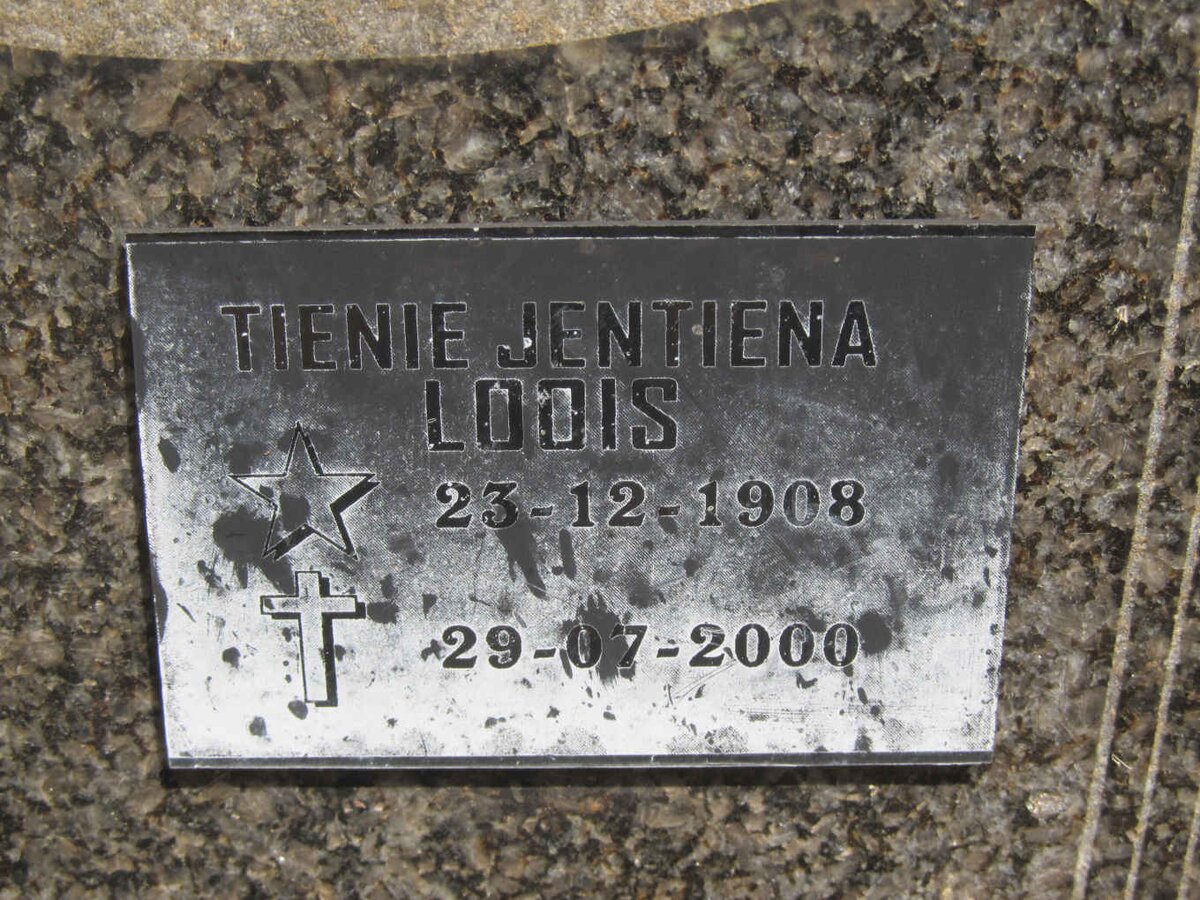 TIENIE JENTIENA
LOOIS
23-12-1908
29-07-2000